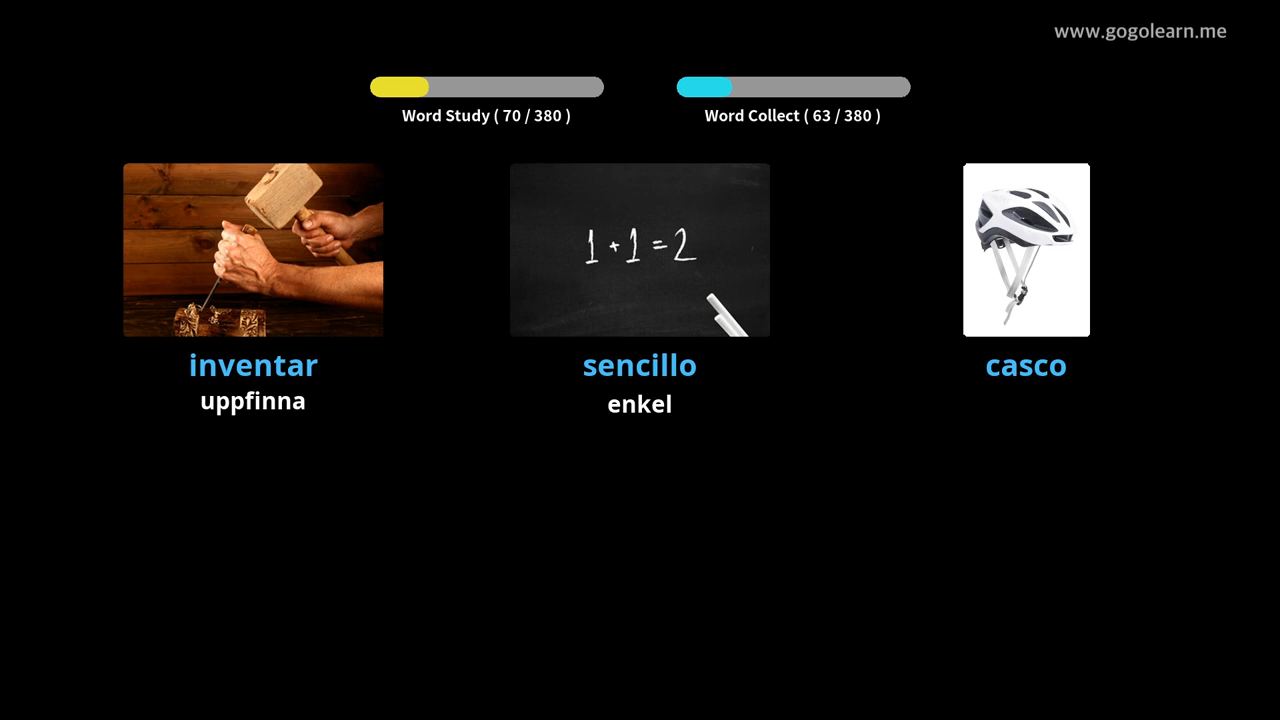 www.gogolearn.me
Word Study ( 70 / 380 )
Word Collect ( 63 / 380 )
1 + 1 = 2
inventar
uppfinna
sencillo
enkel
casco